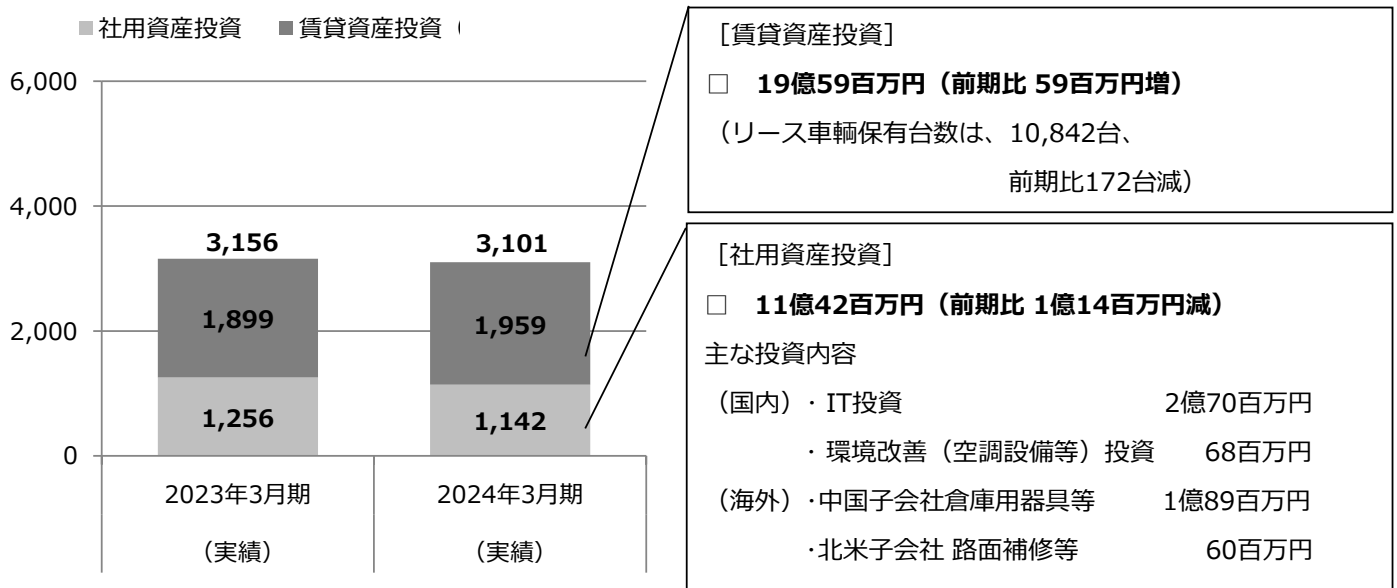 社用資産投資 賃貸資産投資（
6,000
4,000
2,000
0
3,156
1,899
1,256
3,101
1,959
1,142
2023年3月期
（実績）
2024年3月期
（実績）
［賃貸資産投資］
□ 19億59百万円（前期比 59百万円増）
（リース車輌保有台数は、10,842台、
前期比172台減）
［社用資産投資］
□ 11億42百万円（前期比 1億14百万円減）
主な投資内容
（国内）・IT投資 2億70百万円
・環境改善（空調設備等）投資 68百万円
（海外）・中国子会社倉庫用器具等 1億89百万円
・北米子会社 路面補修等 60百万円